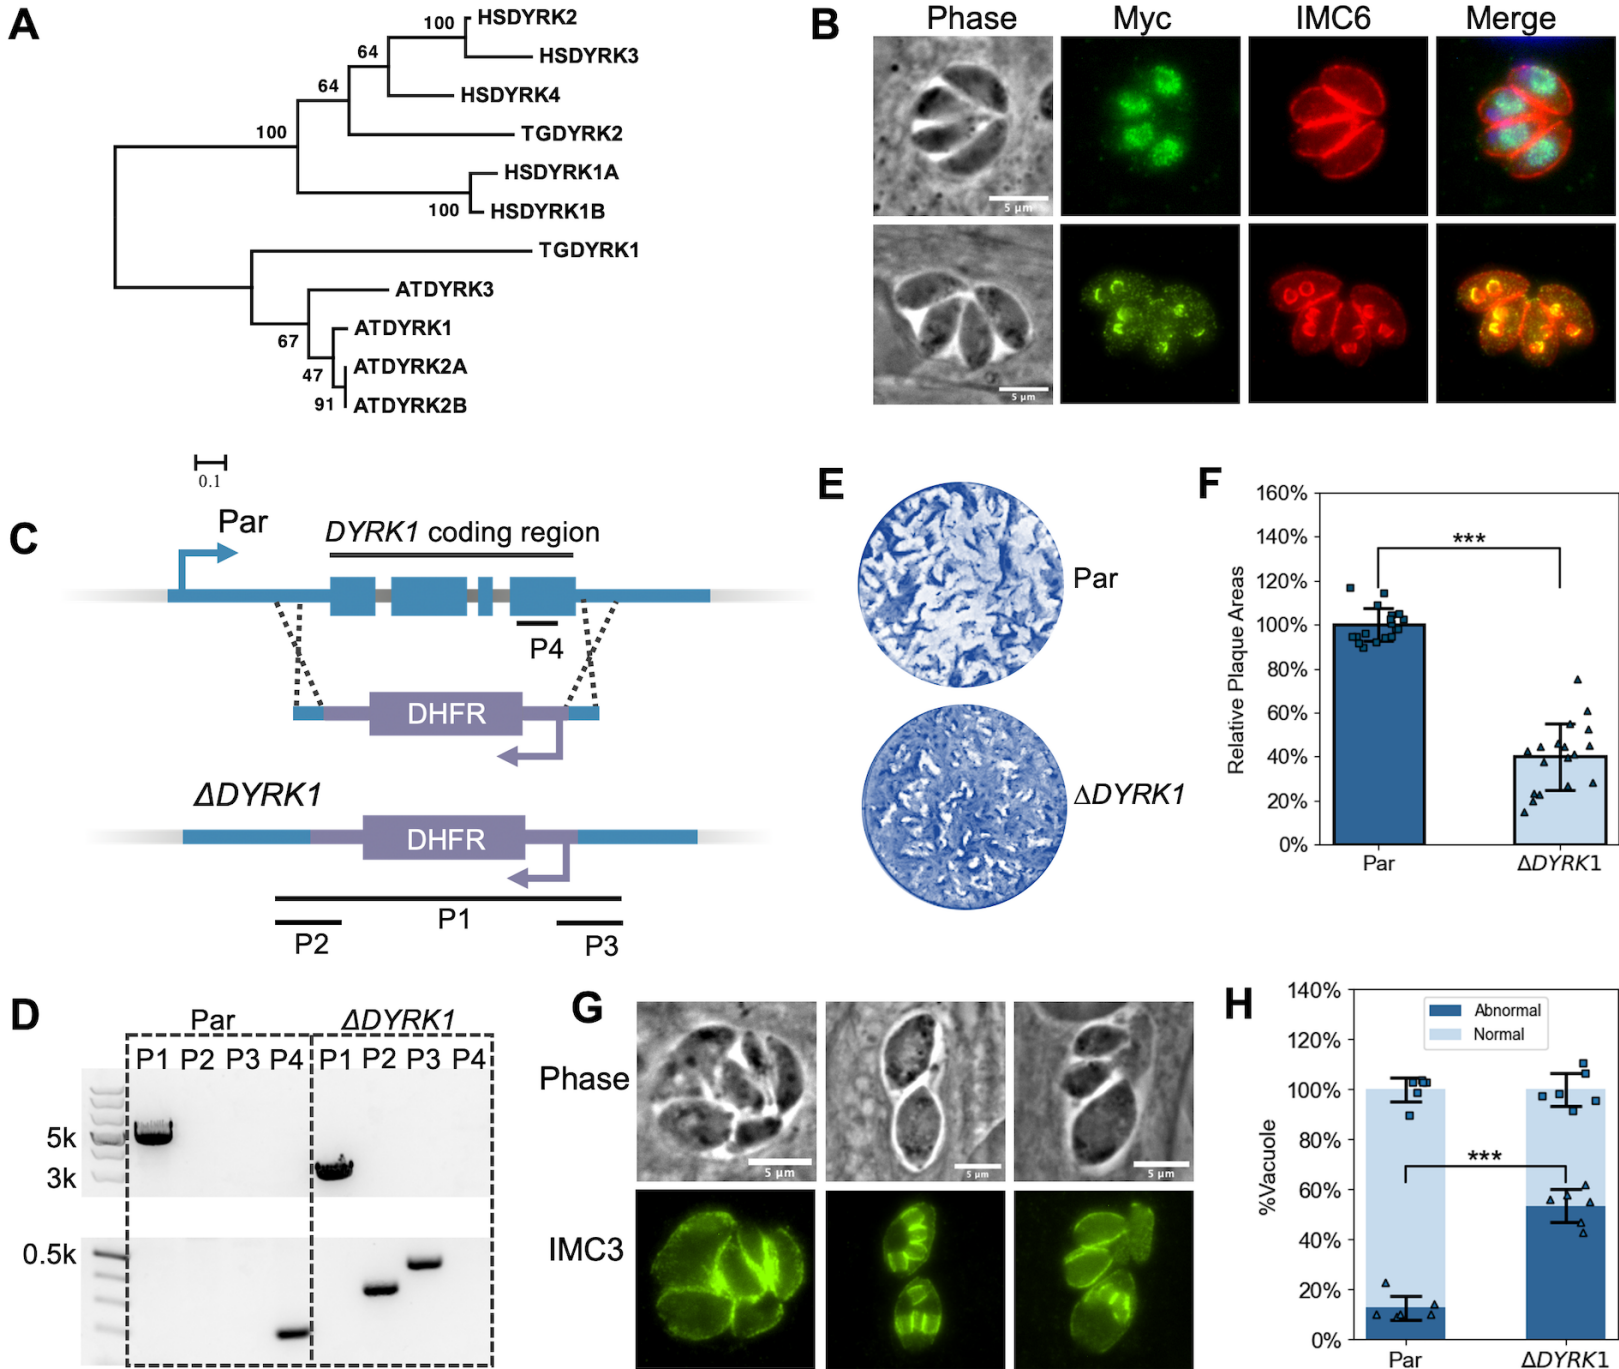 A
HSDYRK2
100
HSDYRK3
64
HSDYRK4
64
TGDYRK2
100
HSDYRK1A
100
HSDYRK1B
TGDYRK1
ATDYRK3
ATDYRK1
67
ATDYRK2A
47
ATDYRK2B
91
0.1
B
Phase Myc IMC6 Merge
5 μm
5 μm
C
Par
DYRK1 coding region
P4
DHFR
ΔDYRK1
DHFR
P1
P2 P3
D
Par ΔDYRK1
P1 P2 P3 P4 P1 P2 P3 P4
5k
3k
0.5k
E
Par
ΔDYRK1
F
160%
140%
120%
100%
80%
60%
40%
20%
0%
Relative Plaque Areas
***
Par ΔDYRK1
G
Phase
5 μm 5 μm 5 μm
IMC3
H
140%
120%
100%
80%
60%
40%
20%
0%
%Vacuole
Abnormal
Normal
***
Par ΔDYRK1